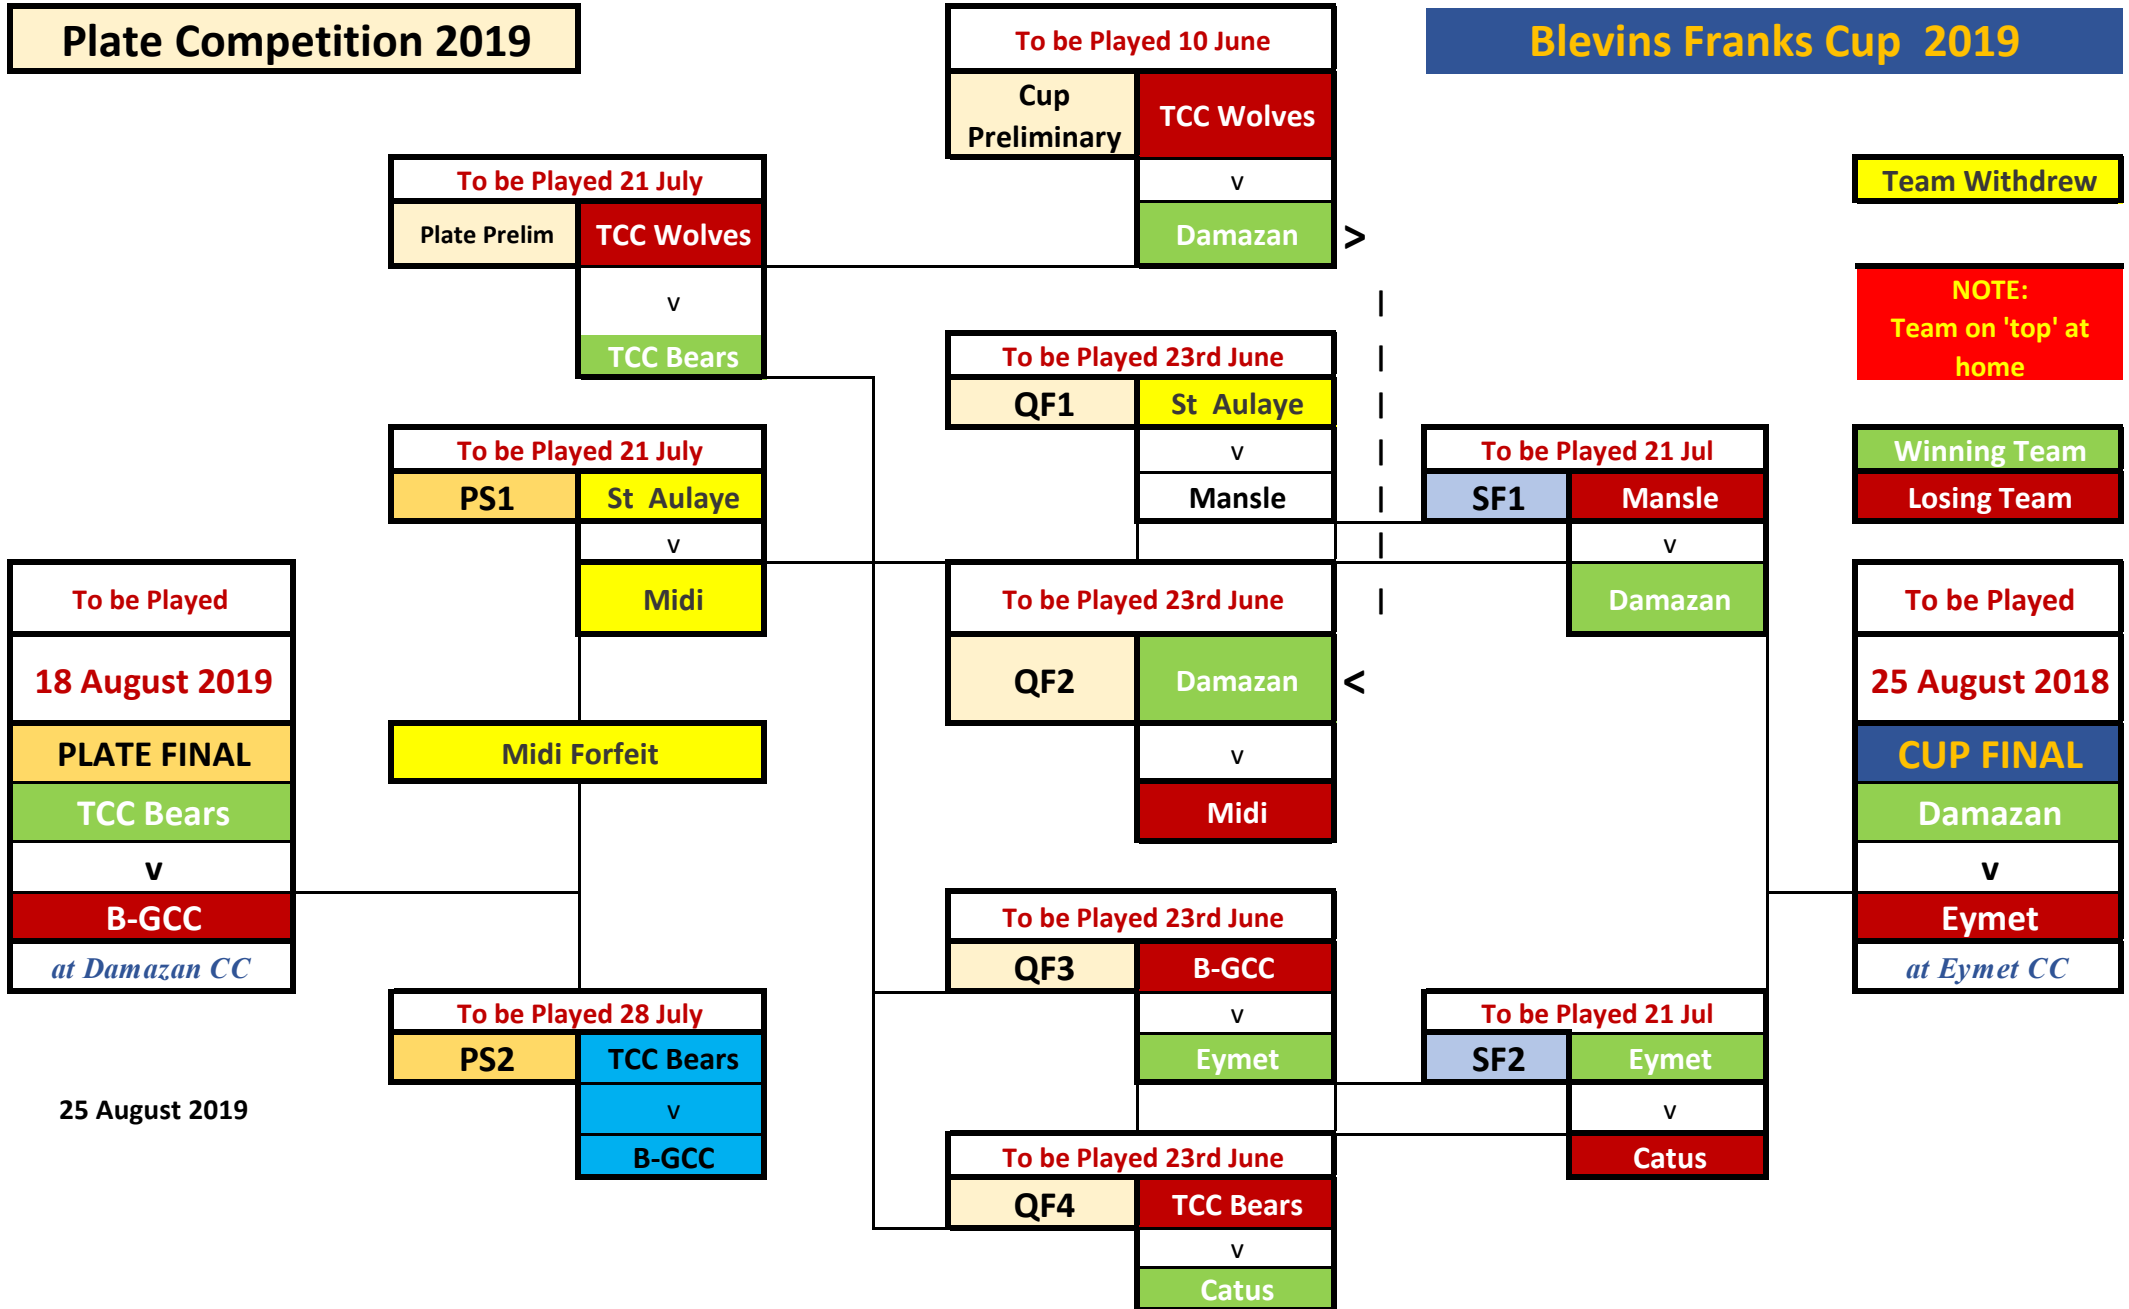 Plate Competition 2019
To be Played 10 June
Blevins Franks Cup  2019
Cup
Preliminary
TCC Wolves
v
Damazan
>
To be Played 21 July
Plate Prelim
TCC Wolves
v
TCC Bears
Team Withdrew
NOTE:
Team on 'top' at
home
Winning Team
Losing Team
To be Played 23rd June
QF1
St  Aulaye
v
Mansle
To be Played 21 July
PS1
St  Aulaye
v
Midi
To be Played 21 Jul
SF1
Mansle
v
Damazan
To be Played 23rd June
QF2
Damazan
<
v
Midi
To be Played
18 August 2019
PLATE FINAL
TCC Bears
v
B-GCC
at Damazan CC
Midi Forfeit
To be Played
25 August 2018
CUP FINAL
Damazan
v
Eymet
at Eymet CC
To be Played 23rd June
QF3
B-GCC
v
Eymet
To be Played 28 July
PS2
TCC Bears
v
B-GCC
To be Played 21 Jul
SF2
Eymet
v
Catus
25 August 2019
To be Played 23rd June
QF4
TCC Bears
v
Catus